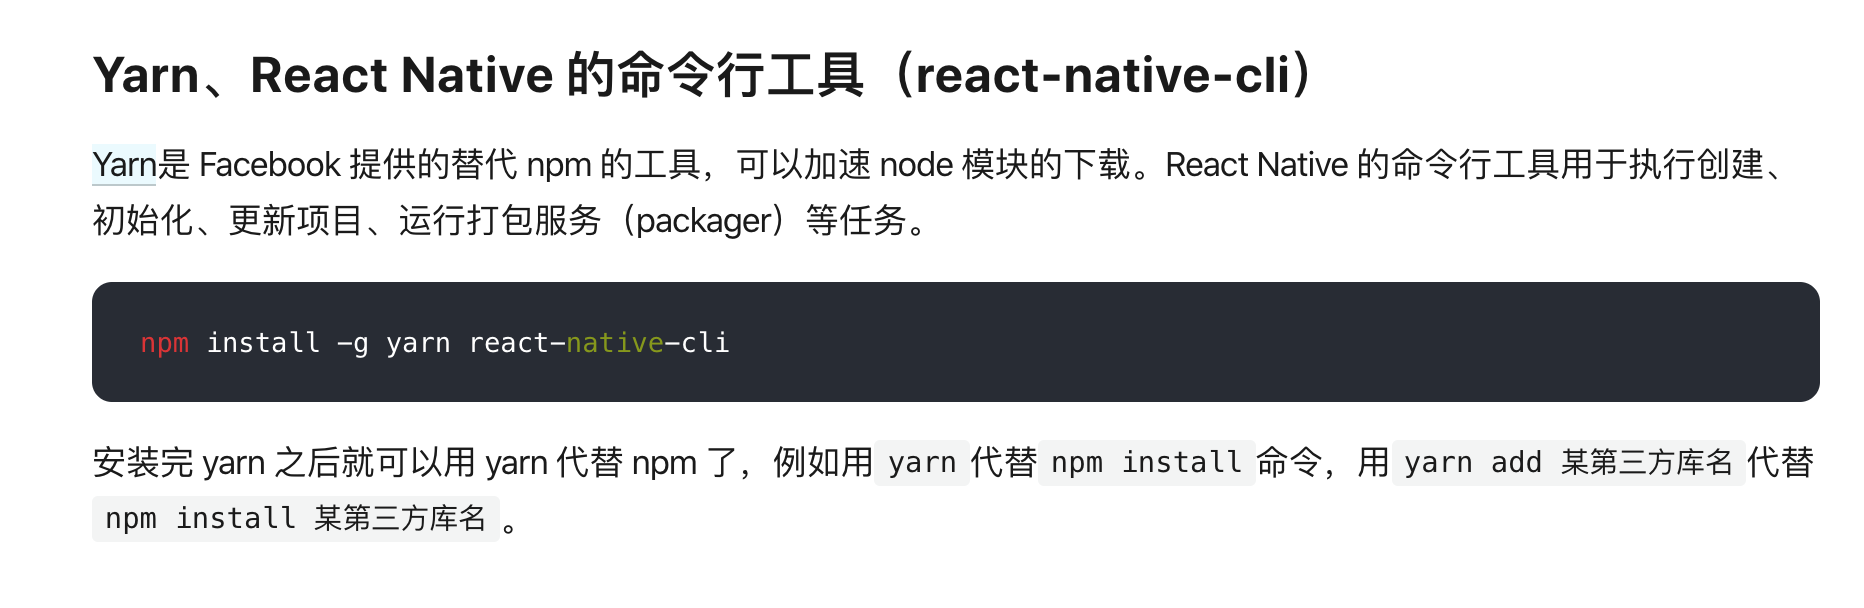 Yarn、React Native 的命令行工具（react-native-cli）
Yarn是 Facebook 提供的替代 npm 的工具，可以加速 node 模块的下载。React Native 的命令行工具用于执行创建、
初始化、更新项目、运行打包服务（packager）等任务。
npm install -g yarn react-native-cli
安装完 yarn 之后就可以用 yarn 代替 npm 了，例如用 yarn 代替 npm install 命令，用 yarn add 某第三方库名 代替
npm install 某第三方库名 。